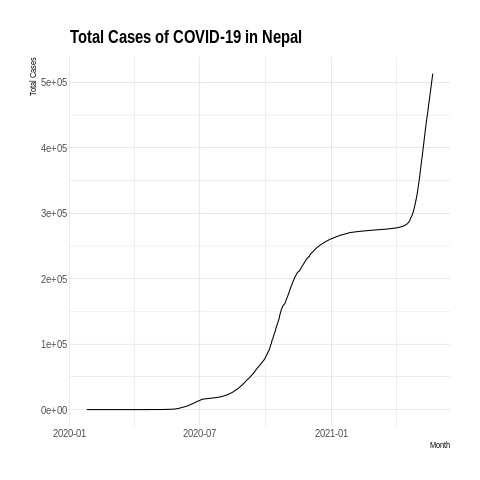 Total Cases of COVID-19 in Nepal
Total Cases
5e+05
4e+05
3e+05
2e+05
1e+05
0e+00
2020-01
2020-07
2021-01
Month